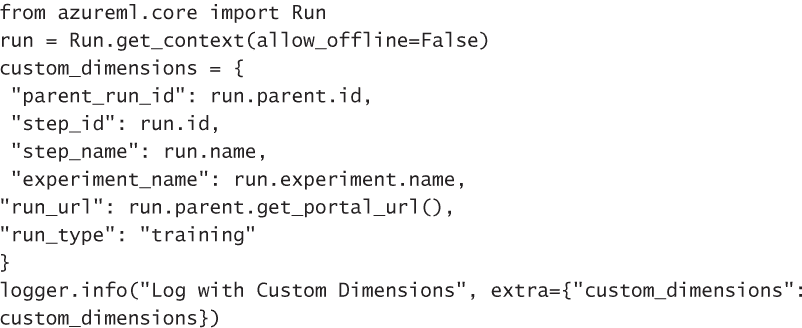 from azureml.core import Run
run = Run.get_context(allow_offline=False)
custom_dimensions = {
 "parent_run_id": run.parent.id,
 "step_id": run.id,
 "step_name": run.name,
 "experiment_name": run.experiment.name,
"run_url": run.parent.get_portal_url(),
"run_type": "training"
}
logger.info("Log with Custom Dimensions", extra={"custom_dimensions":
custom_dimensions})